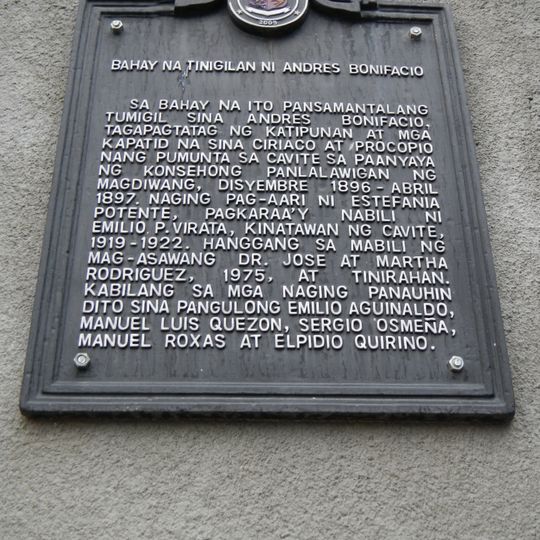 2005
BAHAY NA TINIGILAN NI ANDRES BONIFACIO
SA BAHAY NA ITO PANSAMANTALANG
TUMIGIL SINA ANDRES BONIFACIO,
TAGAPAGTATAG NG KATIPUNAN AT MGA
KAPATID NA SINA CIRIACO AT PROCOPIO
NANG PUMUNTA SA CAVITE SA PAANYAYA
NG KONSEHONG PANLALAWIGAN NG
MAGDIWANG, DISYEMBRE 1896-ABRIL
1897. NAGING PAG-AARI NI ESTEFANIA
POTENTE, PAGKARAA'Y NABILI NI
EMILIO P. VIRATA, KINATAWAN NG CAVITE,
1919-1922. HANGGANG SA MABILI NG
MAG-ASAWANG DR. JOSE AT MARTHA
RODRIGUEZ, 1975, AT TINIRAHAN.
KABILANG SA MGA NAGING PANAUHIN
DITO SINA PANGULONG EMILIO AGUINALDO,
MANUEL LUIS QUEZON, SERGIO OSMEÑA,
MANUEL ROXAS AT ELPIDIO QUIRINO.